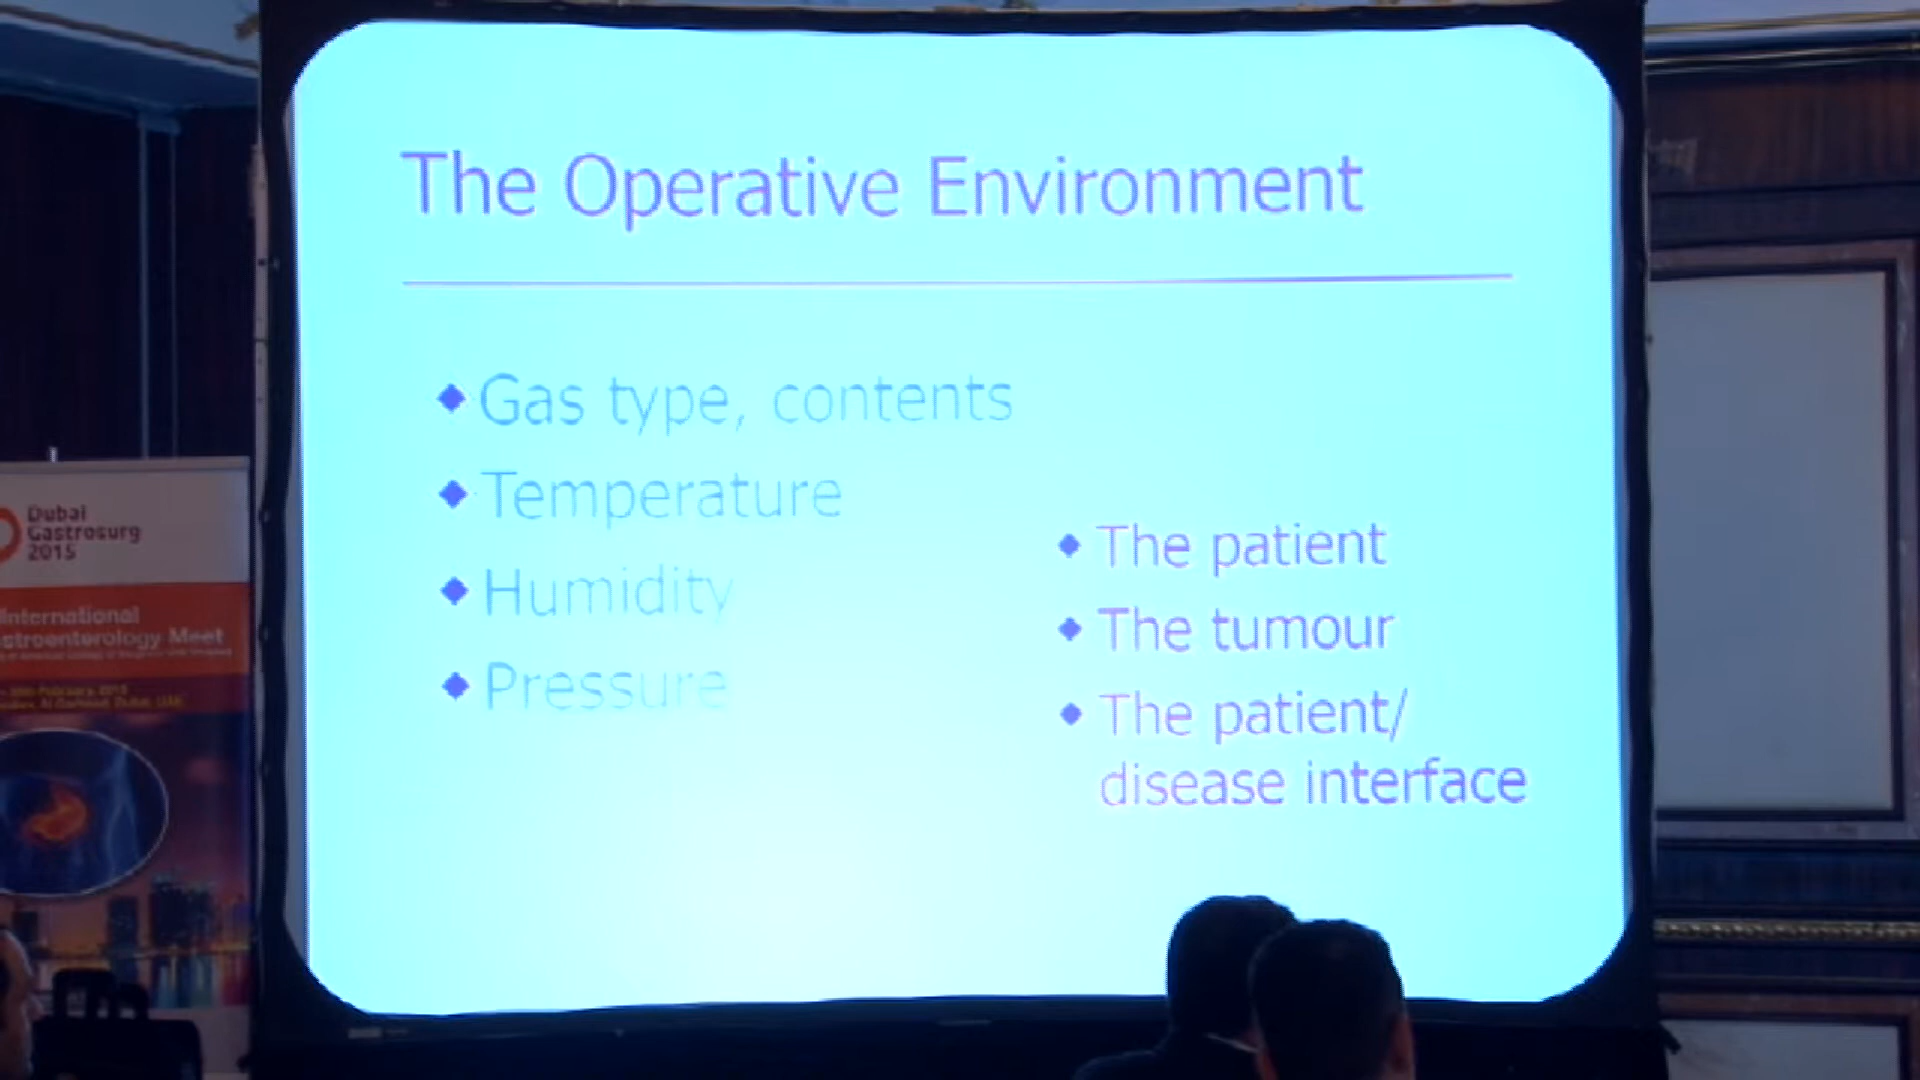 The Operative Environment
Gas type, contents
Temperature
Humidity
Pressure
The patient
The tumour
The patient/
disease interface
Dubai
Gastrosurg
2015
International
stroenterology Meet